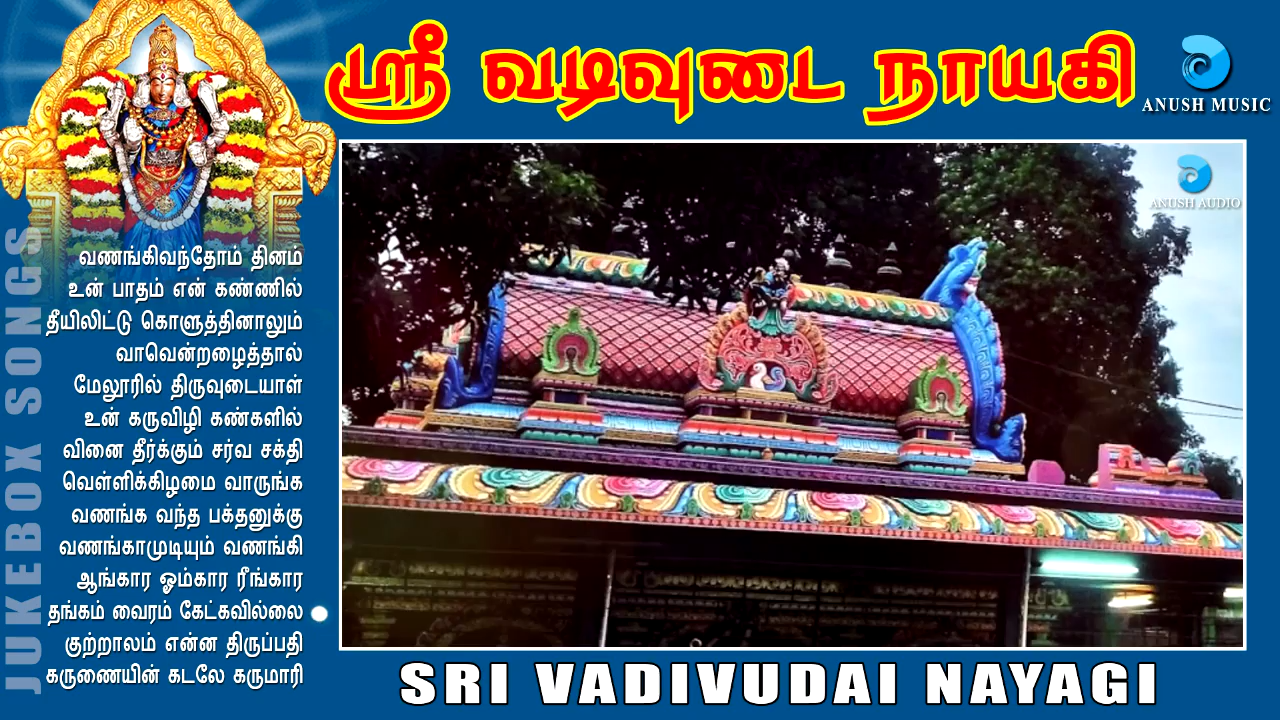 ஸ்ரீ வடிவுடை நாயகி
ANUSH MUSIC
ANUSH AUDIO
JUKEBOX SONGS
வணங்கிவந்தோம் தினம்
உன் பாதம் என் கண்ணில்
தீயிலிட்டு கொளுத்தினாலும்
வாவென்றழைத்தால்
மேலூரில் திருவுடையாள்
உன் கருவிழி கண்களில்
வினை தீர்க்கும் சர்வ சக்தி
வெள்ளிக்கிழமை வாருங்க
வணங்க வந்த பக்தனுக்கு
வணங்காமுடியும் வணங்கி
ஆங்கார ஓம்கார ரீங்கார
தங்கம் வைரம் கேட்கவில்லை
குற்றாலம் என்ன திருப்பதி
கருணையின் கடலே கருமாரி
SRI VADIVUDAI NAYAGI